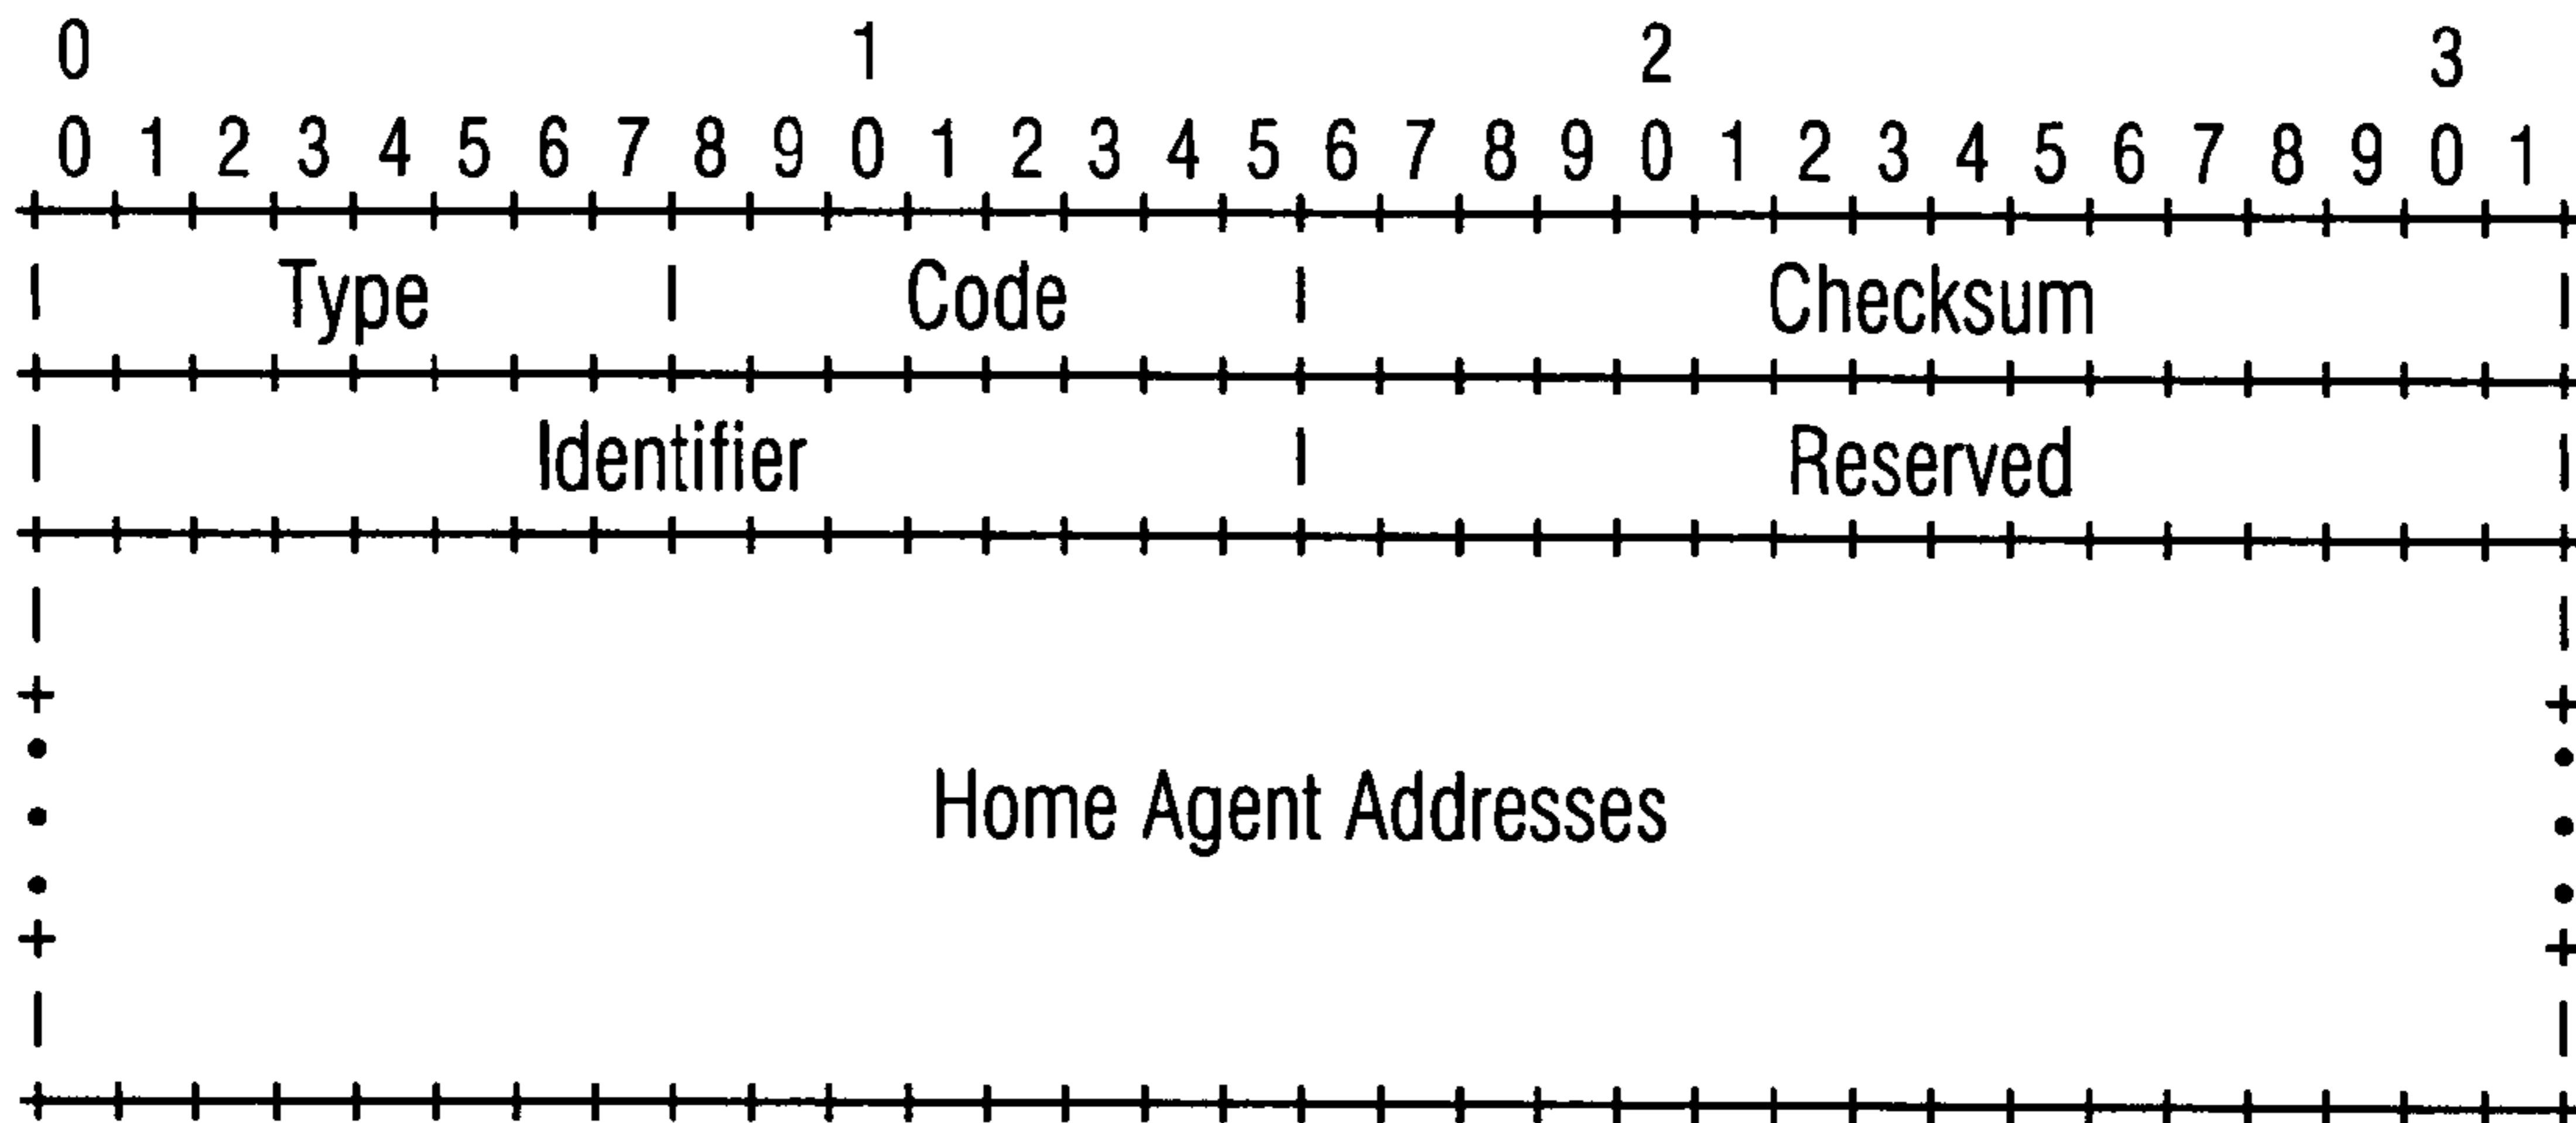 0 1 2 3
0 1 2 3 4 5 6 7 8 9 0 1 2 3 4 5 6 7 8 9 0 1 2 3 4 5 6 7 8 9 0 1
Type Code Checksum
Identifier Reserved
Home Agent Addresses